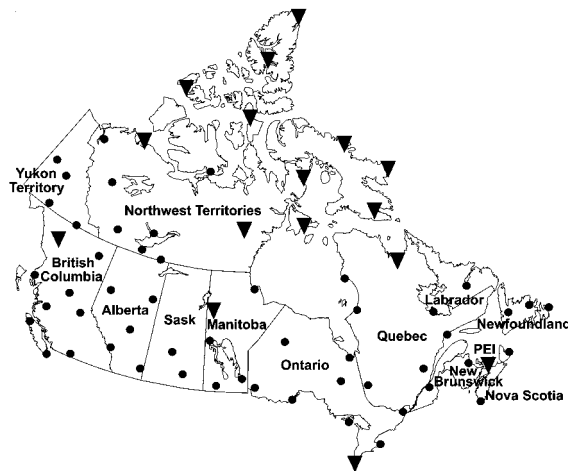 Yukon
Territory
Northwest Territories
British
Columbia
Alberta
Sask
Manitoba
Ontario
Quebec
Labrador
Newfoundland
PEI
New
Brunswick
Nova Scotia